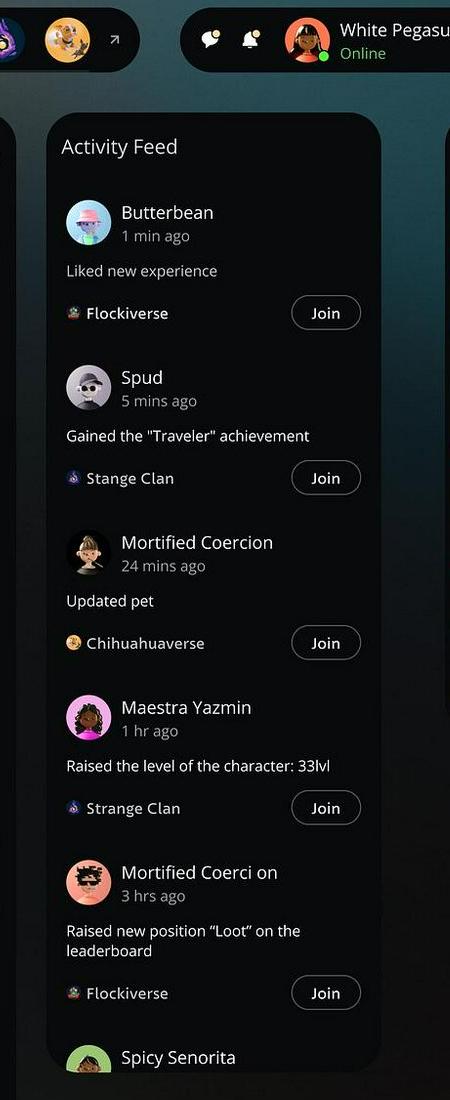 White Pegasu
Online
Activity Feed
Butterbean
1 min ago
Liked new experience
Flockiverse
Join
Spud
5 mins ago
Gained the "Traveler" achievement
Stange Clan
Join
Mortified Coercion
24 mins ago
Updated pet
Chihuahuaverse
Join
Maestra Yazmin
1 hr ago
Raised the level of the character: 33lvl
Strange Clan
Join
Mortified Coerci on
3 hrs ago
Raised new position “Loot” on the
leaderboard
Flockiverse
Join
Spicy Senorita